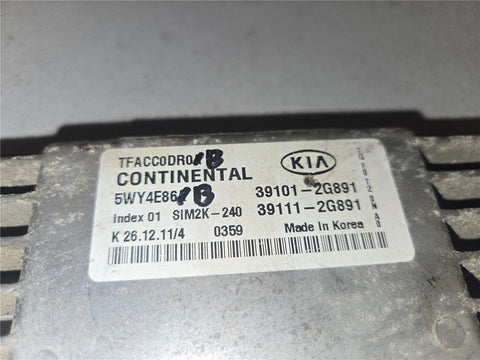 TFACC0DR01B
KIA
CONTINENTAL
5WY4E861B
39101-2G891
Index 01 SIM2K-240
39111-2G891
K 26.12.11/4 0359 Made in Korea